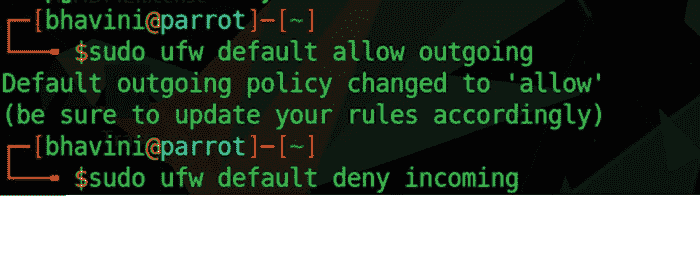 ┌─[bhavini@parrot]─[~]
└──╼ $sudo ufw default allow outgoing
Default outgoing policy changed to 'allow'
(be sure to update your rules accordingly)
┌─[bhavini@parrot]─[~]
└──╼ $sudo ufw default deny incoming